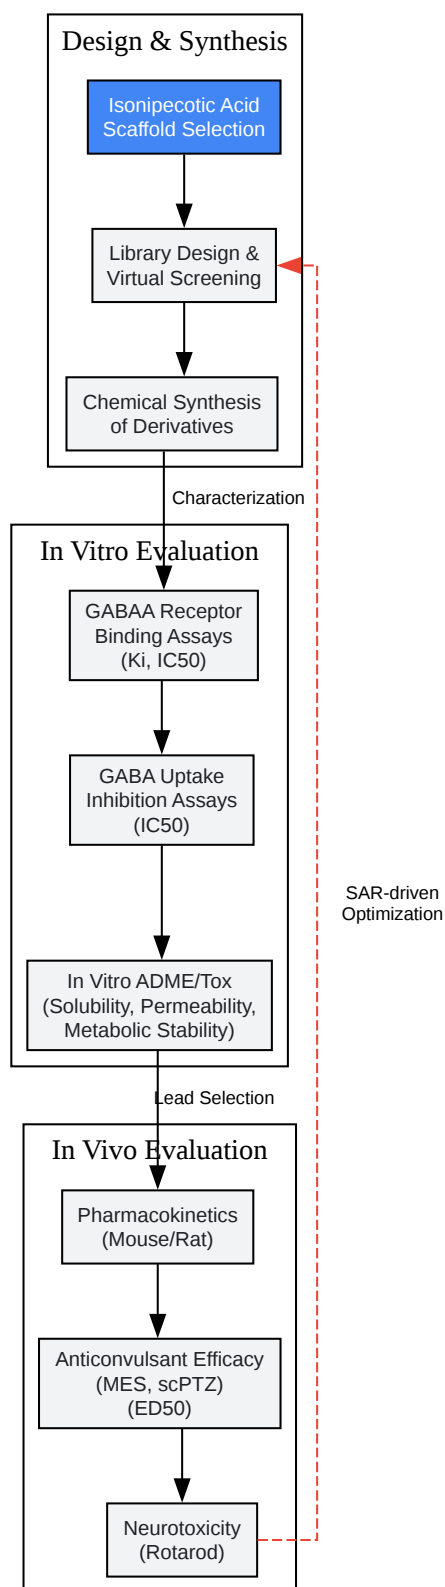 Design & Synthesis
Isonipecotic Acid
Scaffold Selection
Library Design &
Virtual Screening
Chemical Synthesis
of Derivatives
Characterization
In Vitro Evaluation
GABAA Receptor
Binding Assays
(Ki, IC50)
GABA Uptake
Inhibition Assays
(IC50)
SAR-driven
Optimization
In Vitro ADME/Tox
(Solubility, Permeability,
Metabolic Stability)
Lead Selection
In Vivo Evaluation
Pharmacokinetics
(Mouse/Rat)
Anticonvulsant Efficacy
(MES, scPTZ)
(ED50)
Neurotoxicity
(Rotarod)